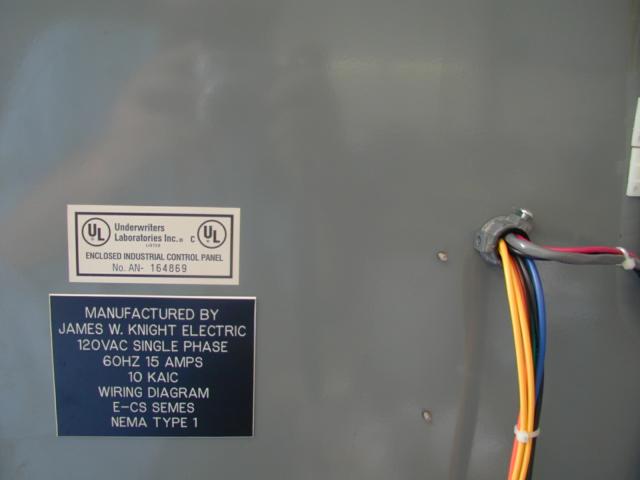 UL Underwriters
Laboratories Inc.® C UL
LISTED
ENCLOSED INDUSTRIAL CONTROL PANEL
No. AN- 164869
MANUFACTURED BY
JAMES W. KNIGHT ELECTRIC
120VAC SINGLE PHASE
60HZ 15 AMPS
10 KAIC
WIRING DIAGRAM
E-CS SEMES
NEMA TYPE 1